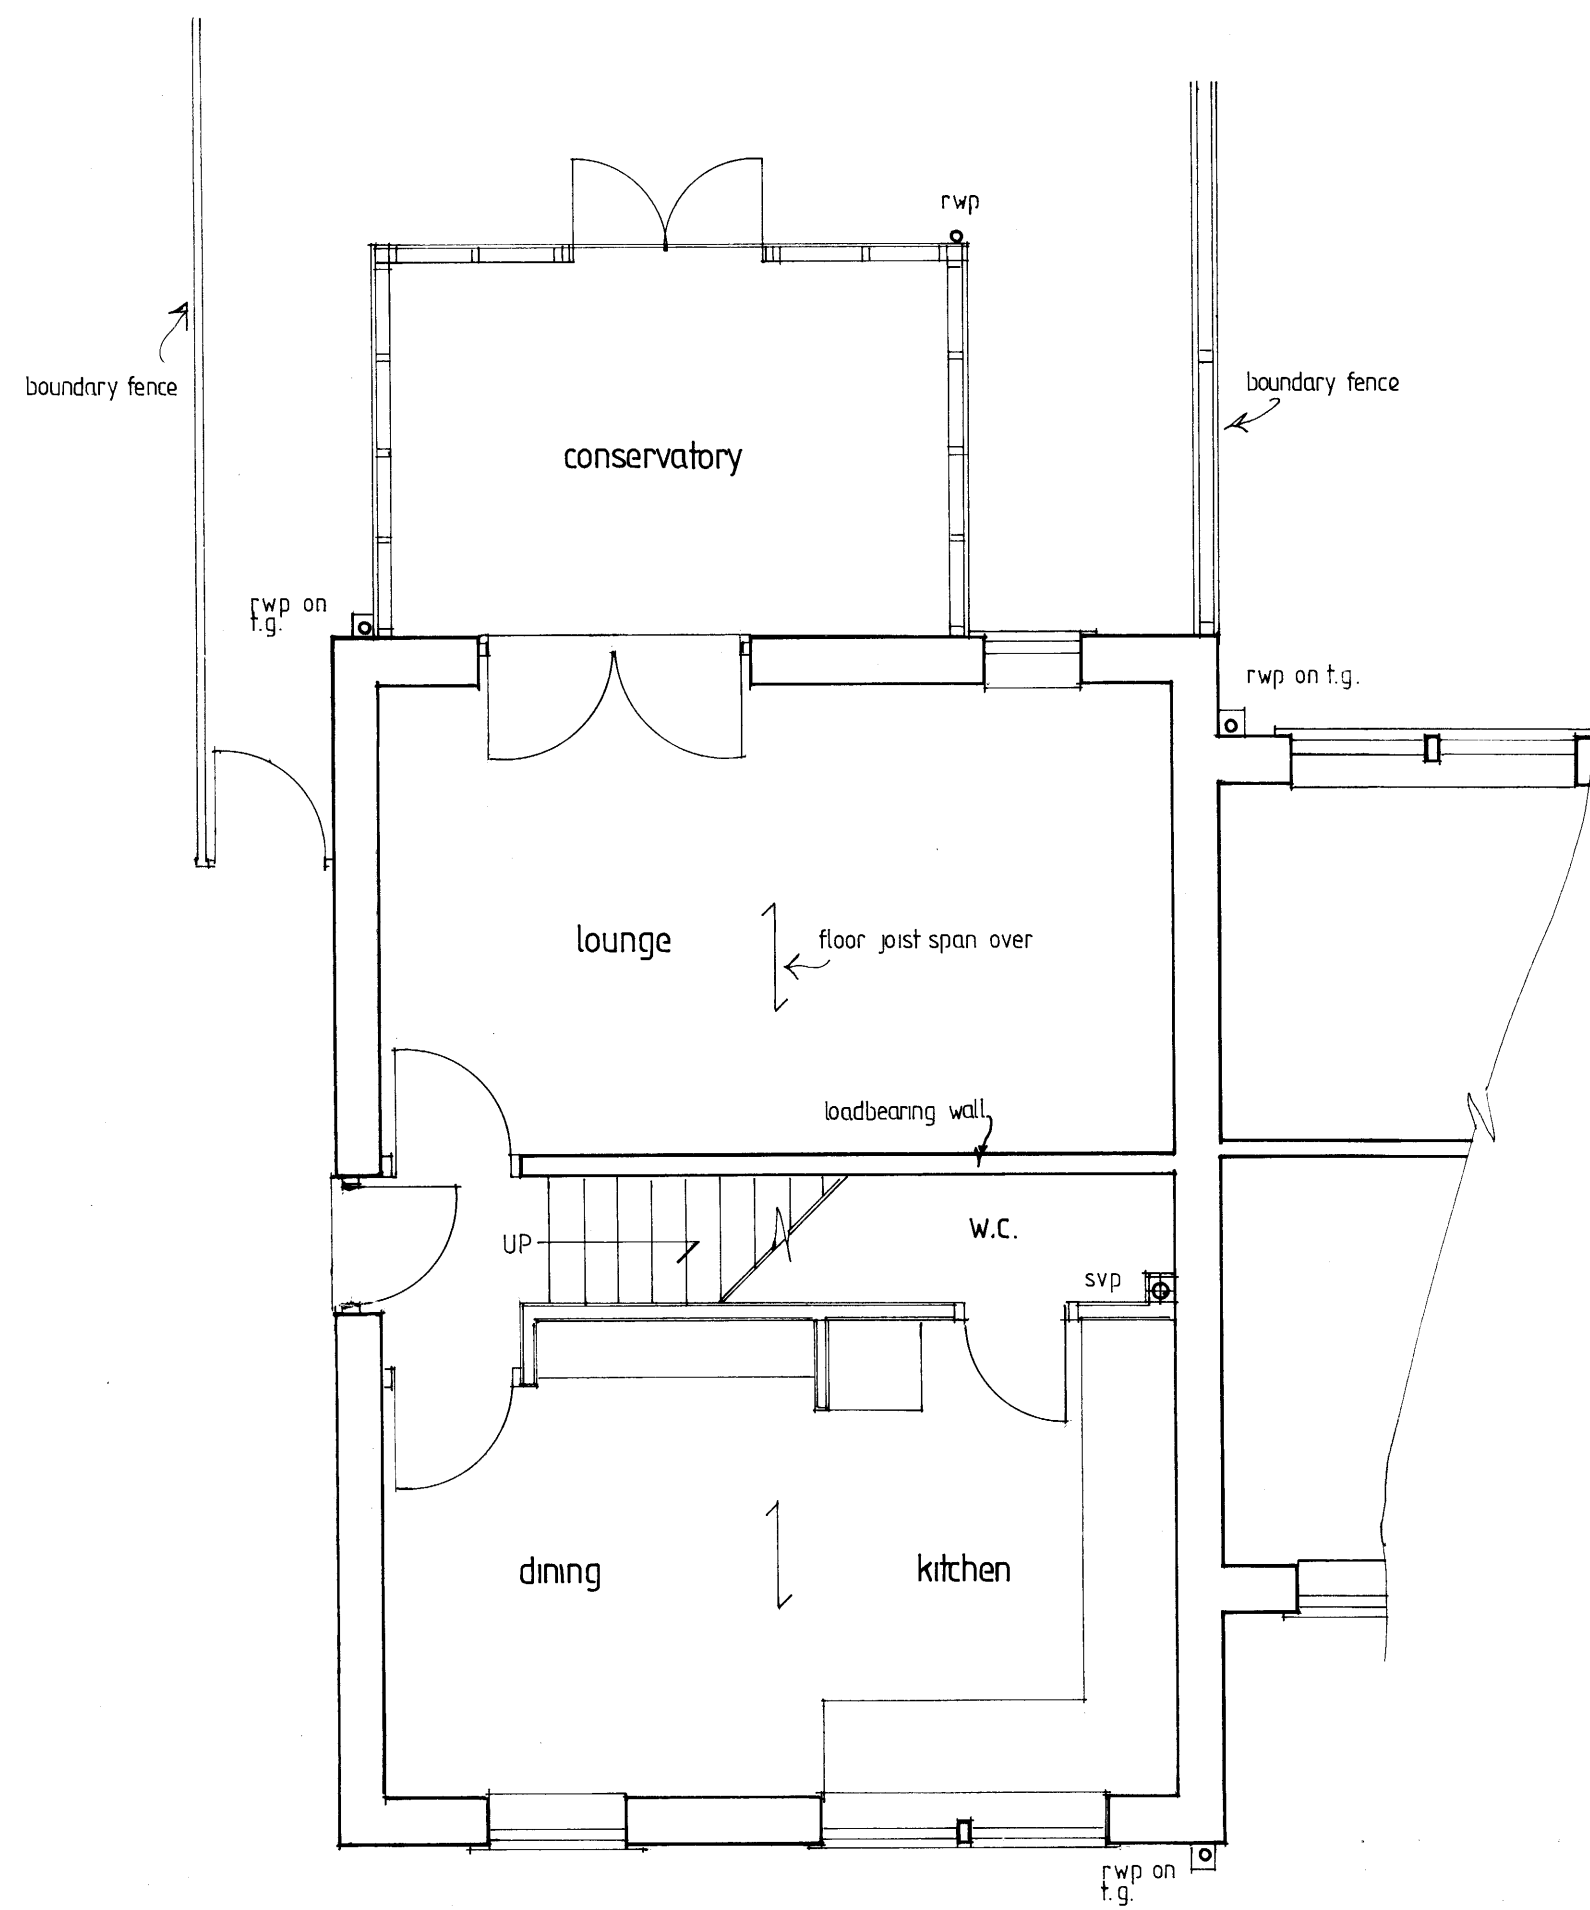 rwp
boundary fence
boundary fence
conservatory
rwp on
t.g.
rwp on t.g.
lounge
floor joist span over
loadbearing wall
UP
W.C.
svp
dining
kitchen
rwp on
t.g.